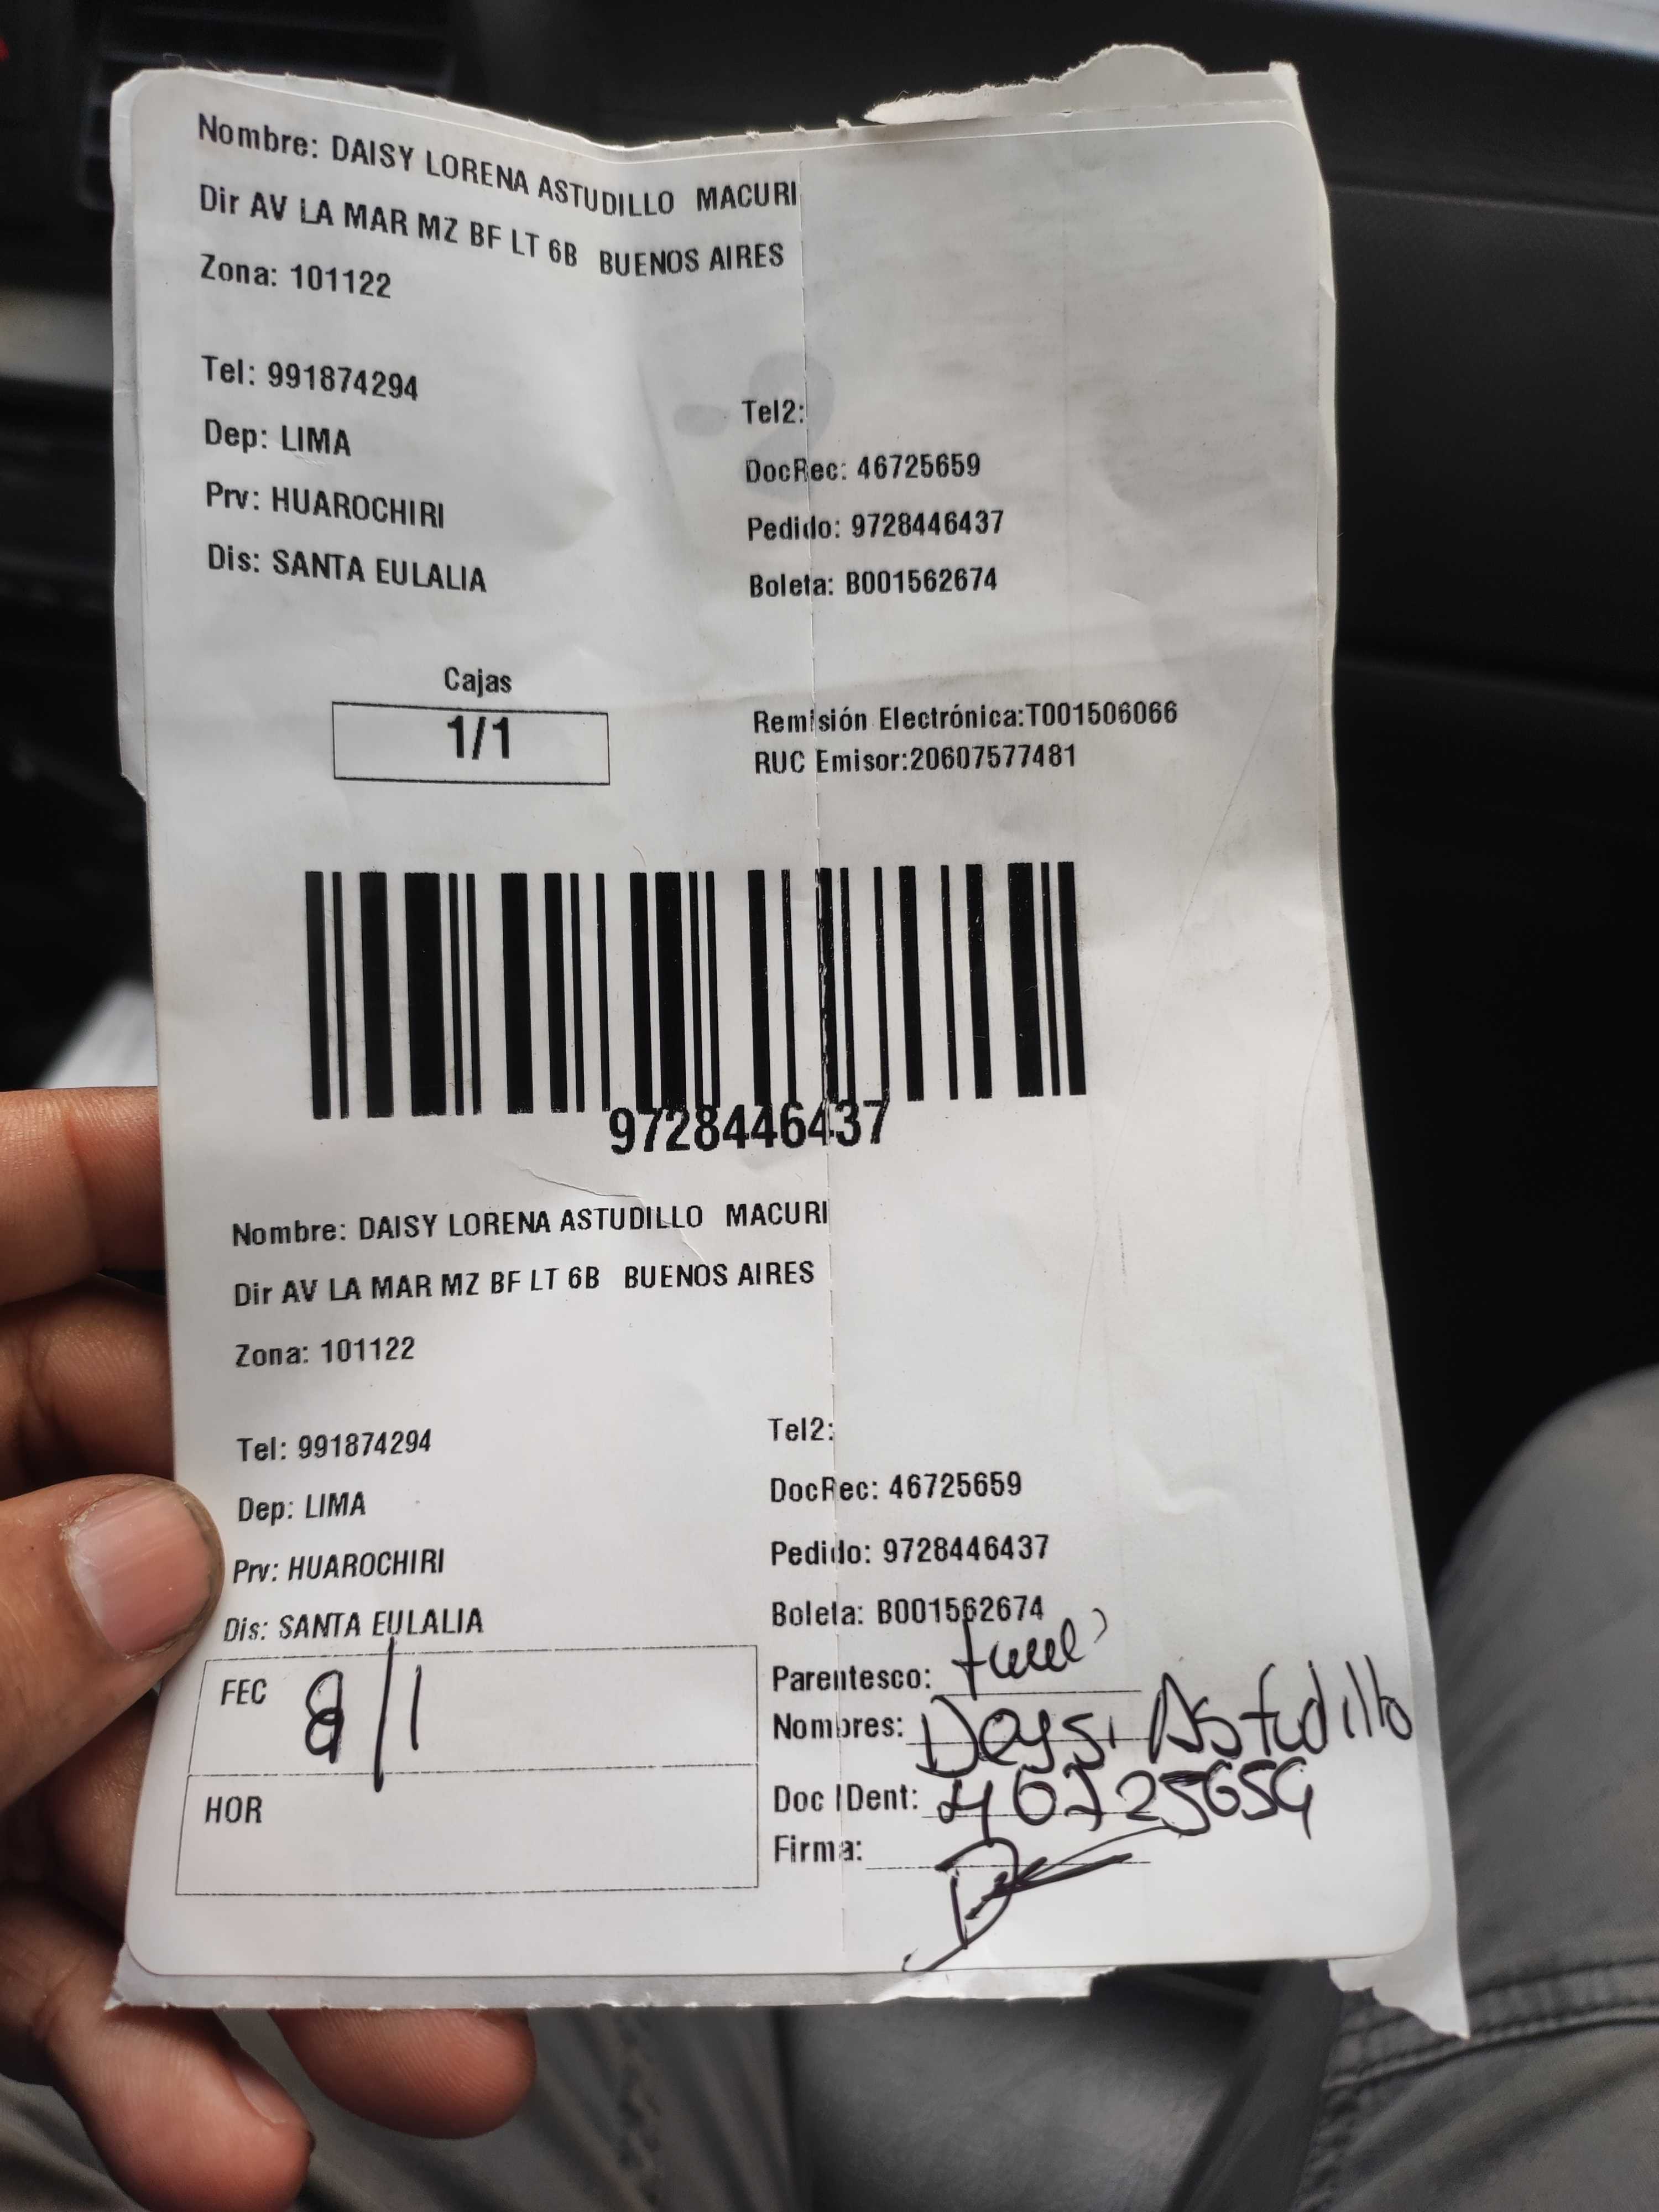 Nombre: DAISY LORENA ASTUDILLO MACURI
Dir AV LA MAR MZ BF LT 6B BUENOS AIRES
Zona: 101122
Tel: 991874294
Tel2:
Dep: LIMA
DocRec: 46725659
Prv: HUAROCHIRI
Pedido: 9728446437
Dis: SANTA EULALIA
Boleta: B001562674
Cajas
1/1
Remisión Electrónica:T001506066
RUC Emisor:20607577481
9728446437
Nombre: DAISY LORENA ASTUDILLO MACURI
Dir AV LA MAR MZ BF LT 6B BUENOS AIRES
Zona: 101122
Tel: 991874294
Tel2:
Dep: LIMA
DocRec: 46725659
Prv: HUAROCHIRI
Pedido: 9728446437
Dis: SANTA EULALIA
Boleta: B001562674
FEC 8/1
HOR
Parentesco:
Nombres: Deysi Astudillo
Doc IDent: 46725659
Firma: